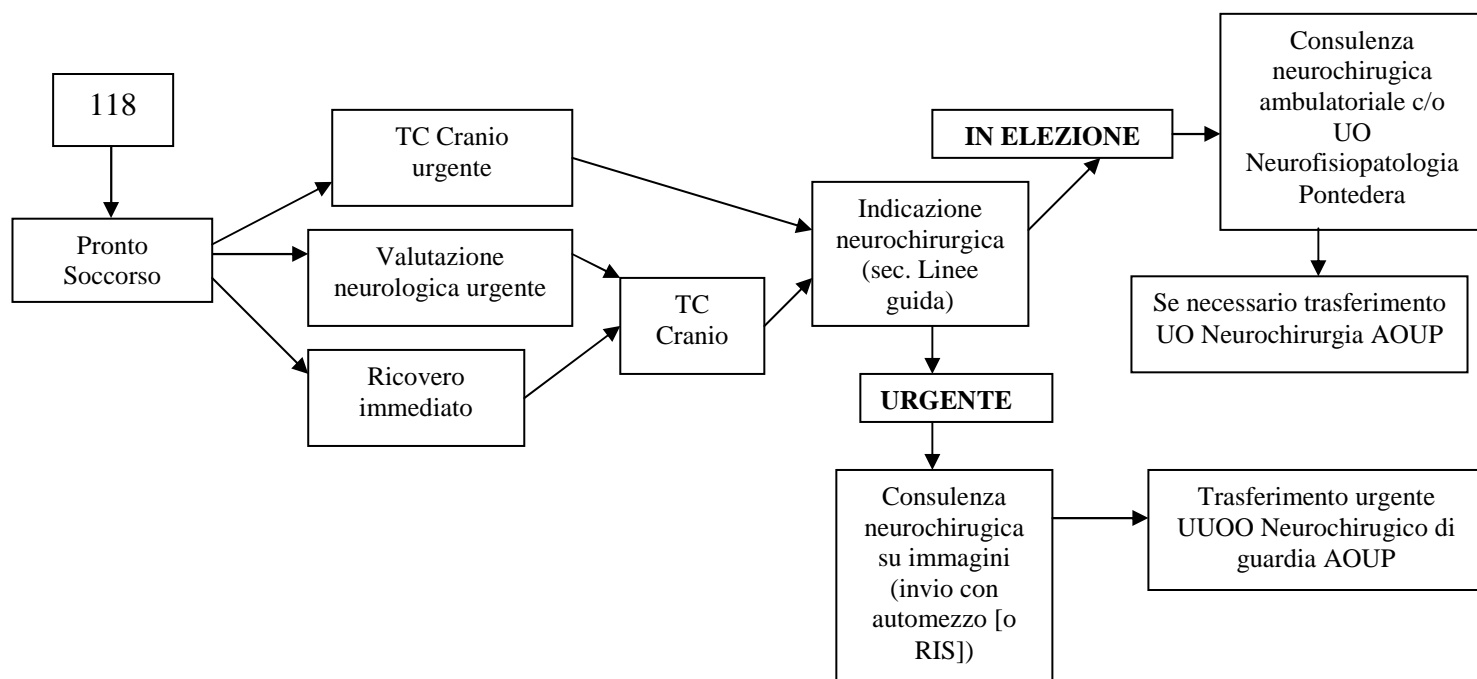 118
Pronto
Soccorso
TC Cranio
urgente
Valutazione
neurologica urgente
Ricovero
immediato
TC
Cranio
Indicazione
neurochirurgica
(sec. Linee
guida)
IN ELEZIONE
Consulenza
neurochirugica
ambulatoriale c/o
UO
Neurofisiopatologia
Pontedera
Se necessario trasferimento
UO Neurochirurgia AOUP
URGENTE
Consulenza
neurochirugica
su immagini
(invio con
automezzo [o
RIS])
Trasferimento urgente
UUOO Neurochirugico di
guardia AOUP